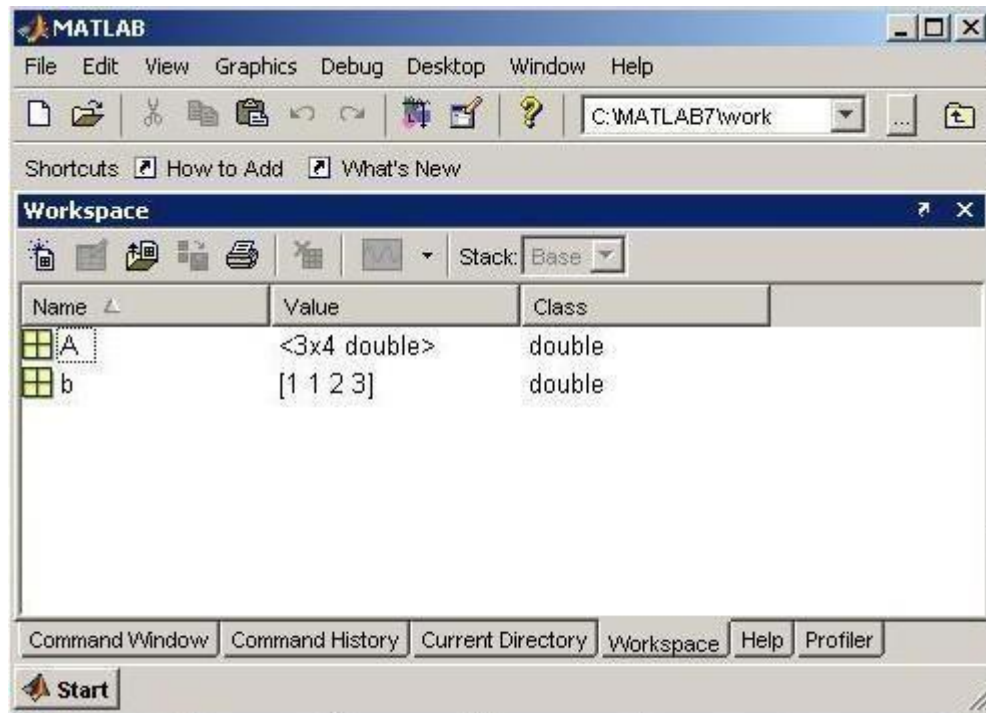 MATLAB
File Edit View Graphics Debug Desktop Window Help
C:\MATLAB7\work ...
Shortcuts How to Add What's New
Workspace
Stack: Base
Name Value Class
A <3x4 double> double
b [1 1 2 3] double
Command Window Command History Current Directory Workspace Help Profiler
Start